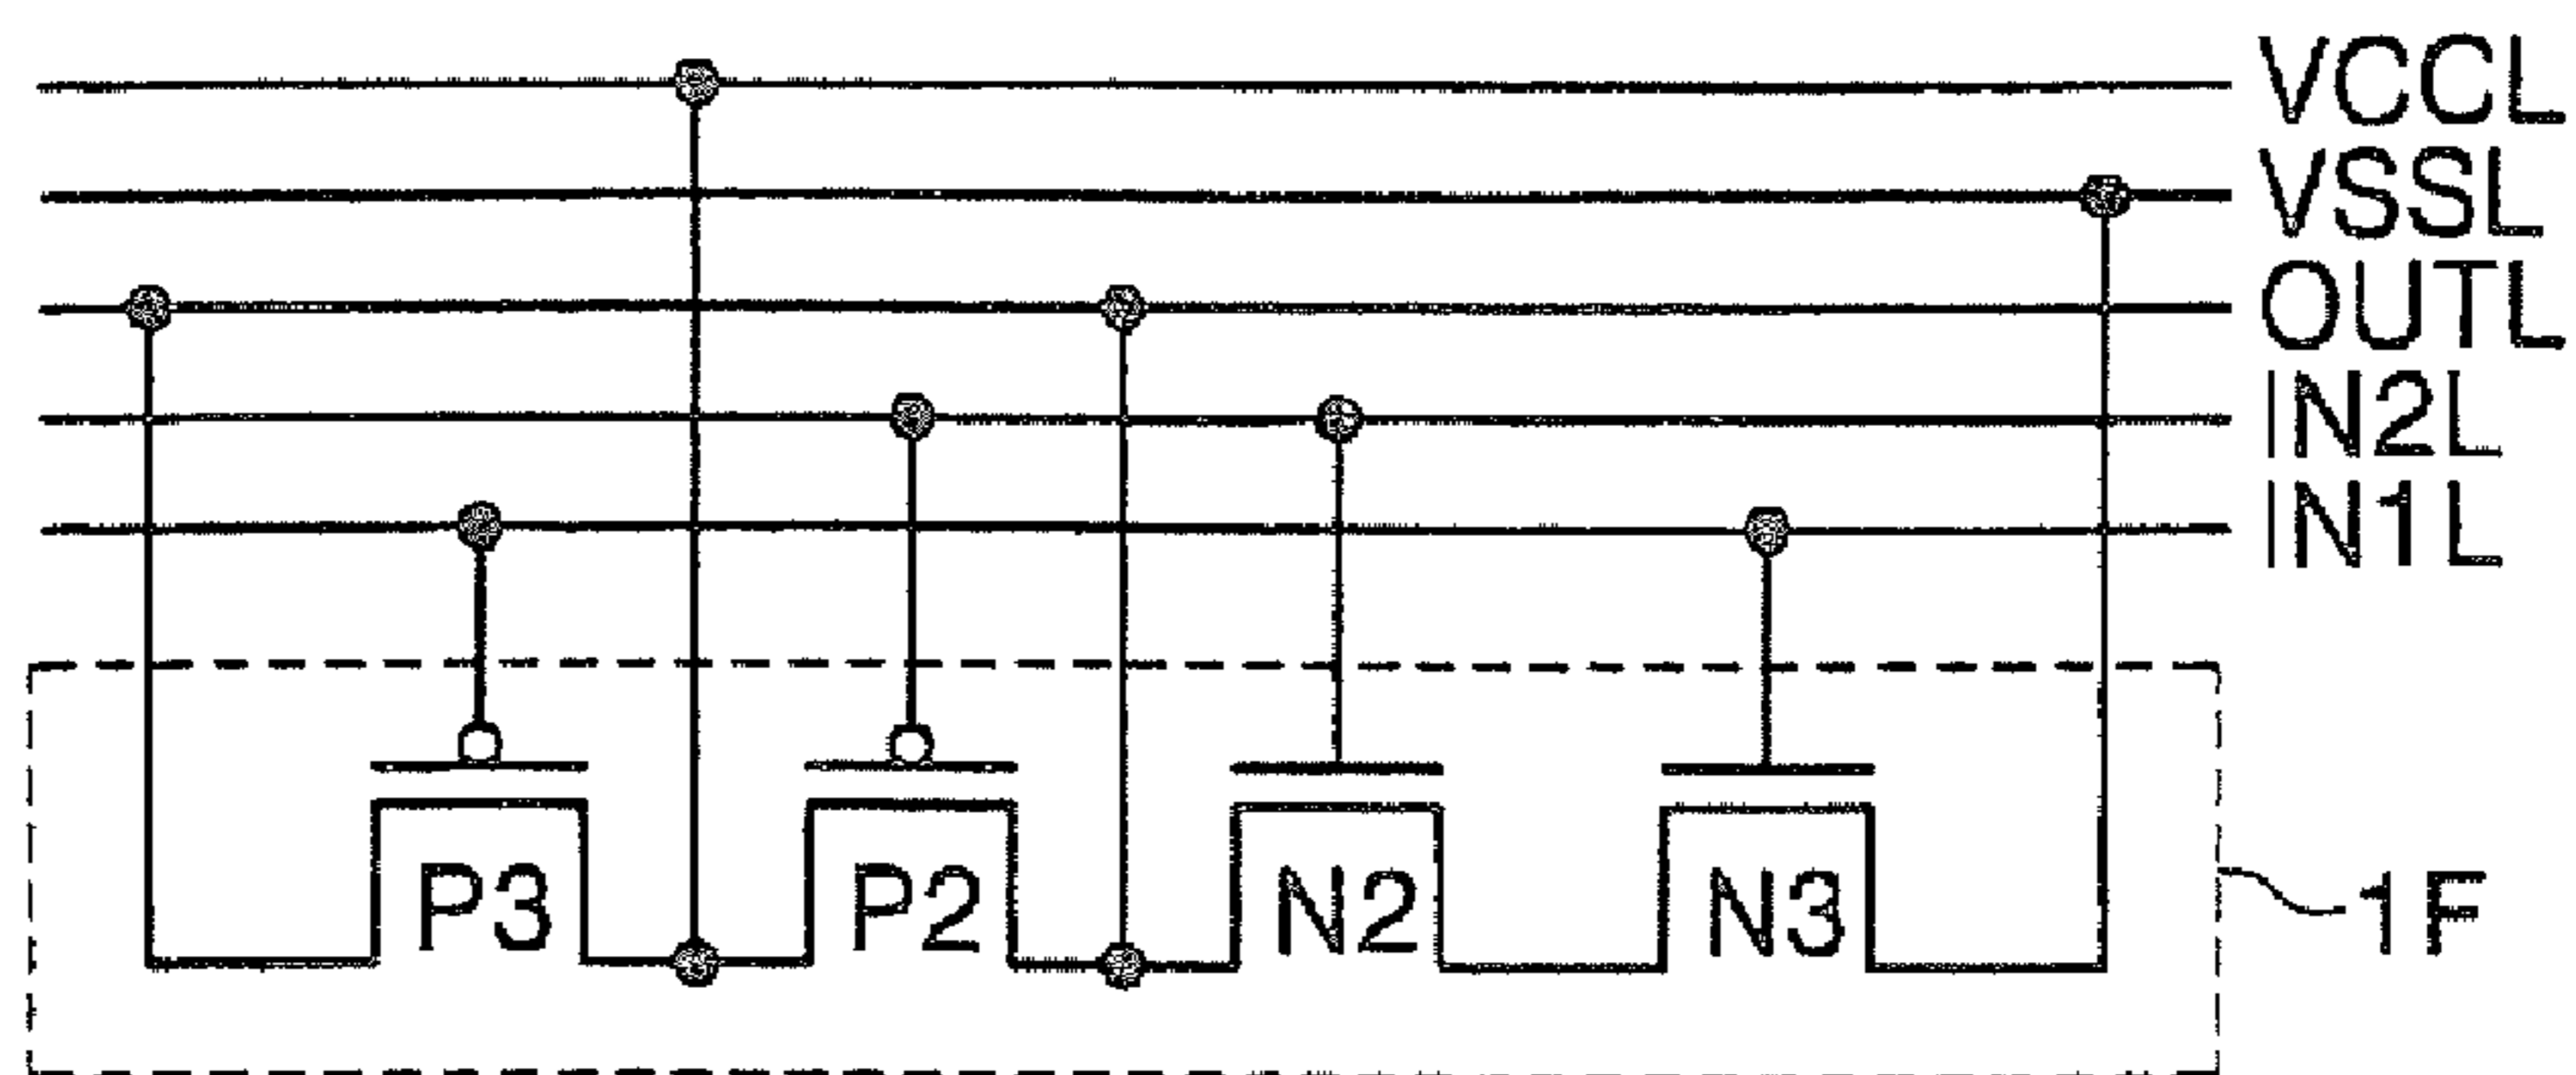 VCCL
VSSL
OUTL
IN2L
IN1L
P3 P2 N2 N3
1F